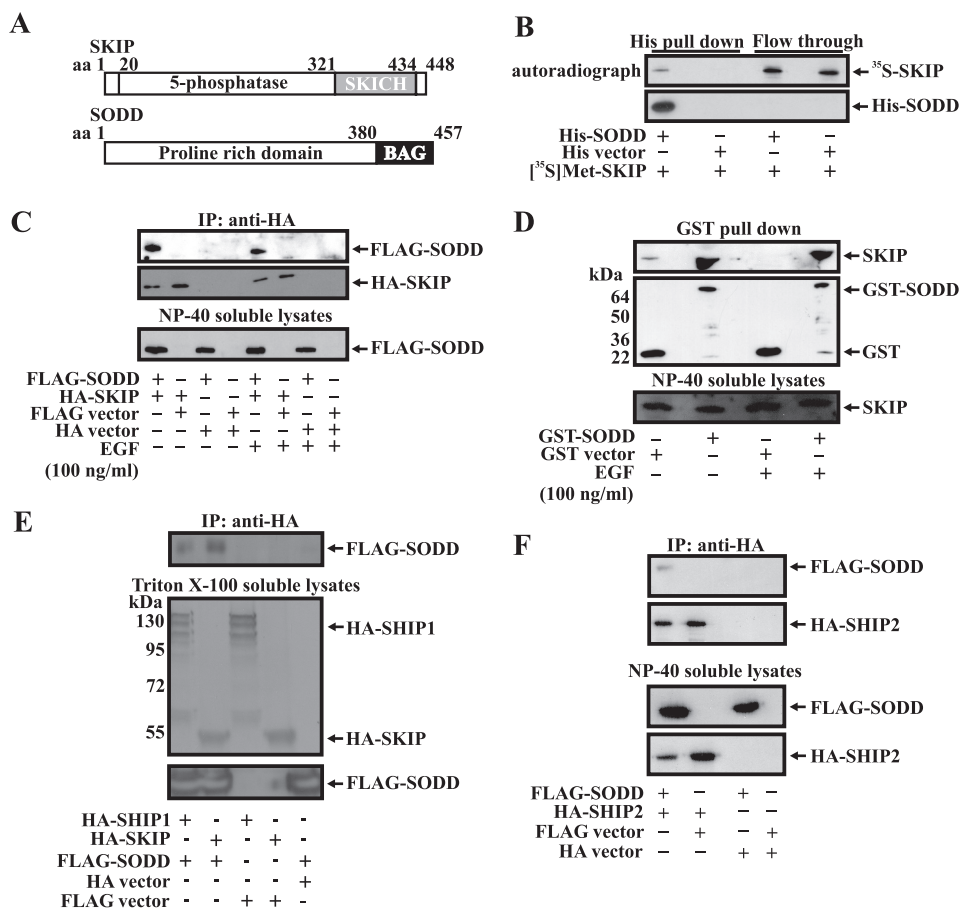 A
SKIP
aa 1 20 321 434 448
5-phosphatase SKICH
SODD
aa 1 380 457
Proline rich domain BAG
B
His pull down Flow through
autoradiograph
³⁵S-SKIP
His-SODD
His-SODD + – + –
His vector – + – +
[³⁵S]Met-SKIP + + + +
C
IP: anti-HA
FLAG-SODD
HA-SKIP
NP-40 soluble lysates
FLAG-SODD
FLAG-SODD + – + – + – + –
HA-SKIP + + – – + + – –
FLAG vector – + – + – + – +
HA vector – – + + – – + +
EGF – – – – + + + +
(100 ng/ml)
D
GST pull down
SKIP
kDa
64
50
36
22
GST-SODD
GST
NP-40 soluble lysates
SKIP
GST-SODD – + – +
GST vector + – + –
EGF – – + +
(100 ng/ml)
E
IP: anti-HA
FLAG-SODD
Triton X-100 soluble lysates
kDa
130
95
72
55
HA-SHIP1
HA-SKIP
FLAG-SODD
HA-SHIP1 + - + - -
HA-SKIP - + - + -
FLAG-SODD + + - - +
HA vector - - - - +
FLAG vector - - + + -
F
IP: anti-HA
FLAG-SODD
HA-SHIP2
NP-40 soluble lysates
FLAG-SODD
HA-SHIP2
FLAG-SODD + – + –
HA-SHIP2 + + – –
FLAG vector – + – +
HA vector – – + +